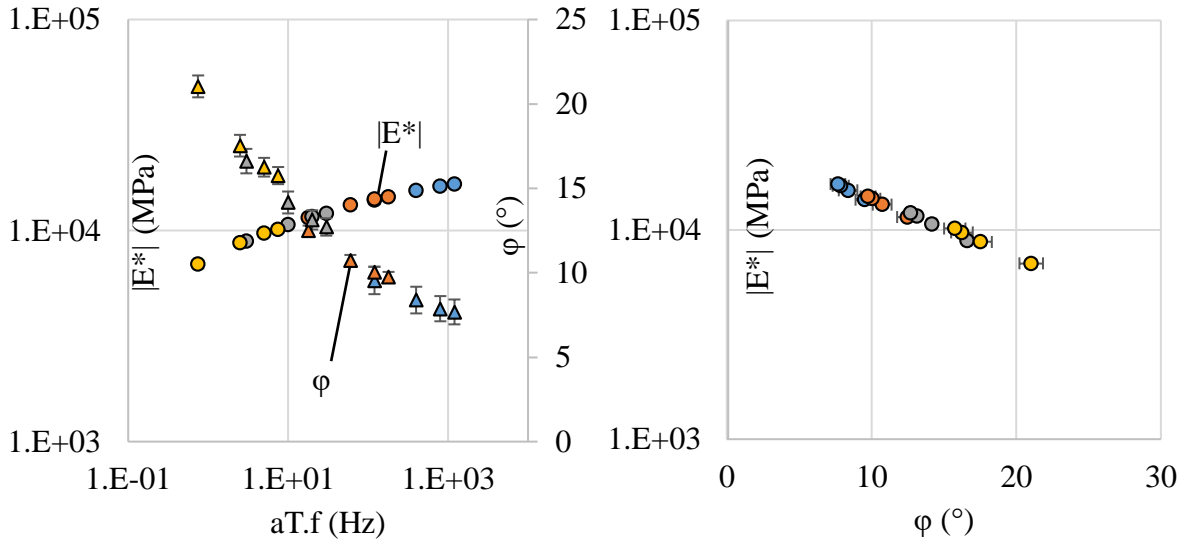 1.E+05
1.E+04
1.E+03
|E*| (MPa)
1.E-01
1.E+01
1.E+03
aT.f (Hz)
25
20
15
10
5
0
φ (°)
|E*|
φ
1.E+05
1.E+04
1.E+03
|E*| (MPa)
0
10
20
30
φ (°)